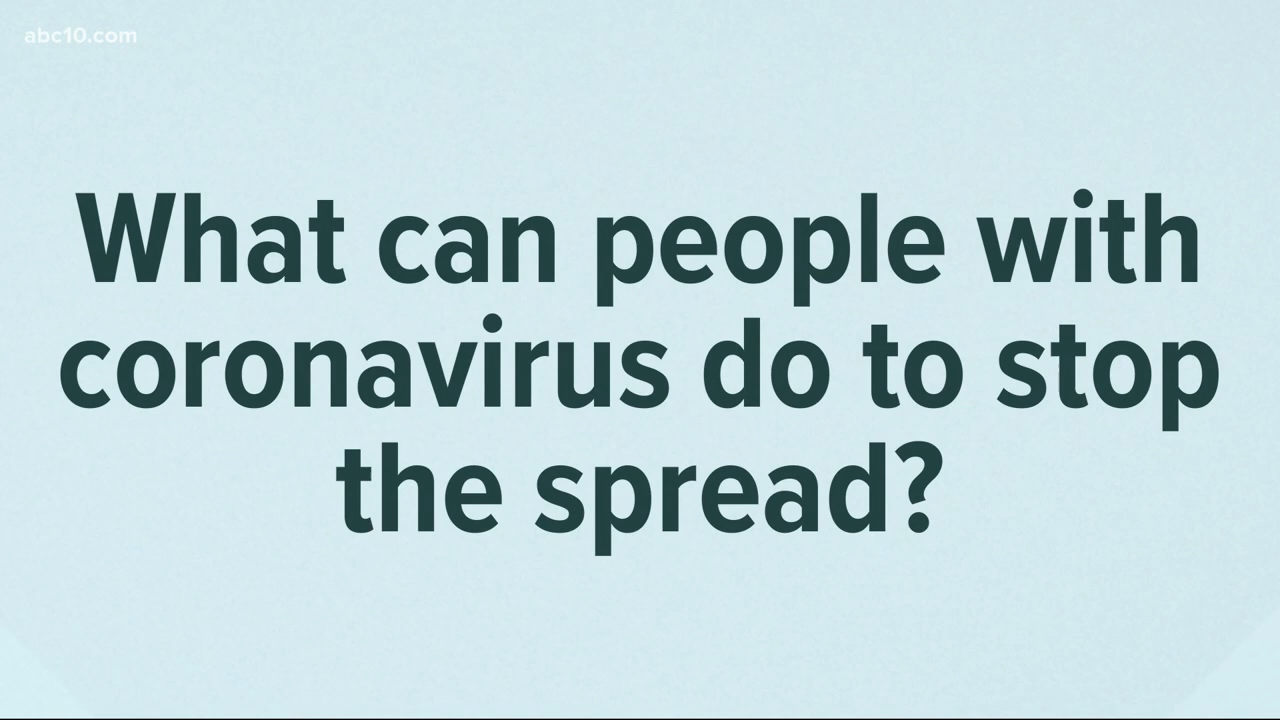 abc10.com
What can people with
coronavirus do to stop
the spread?